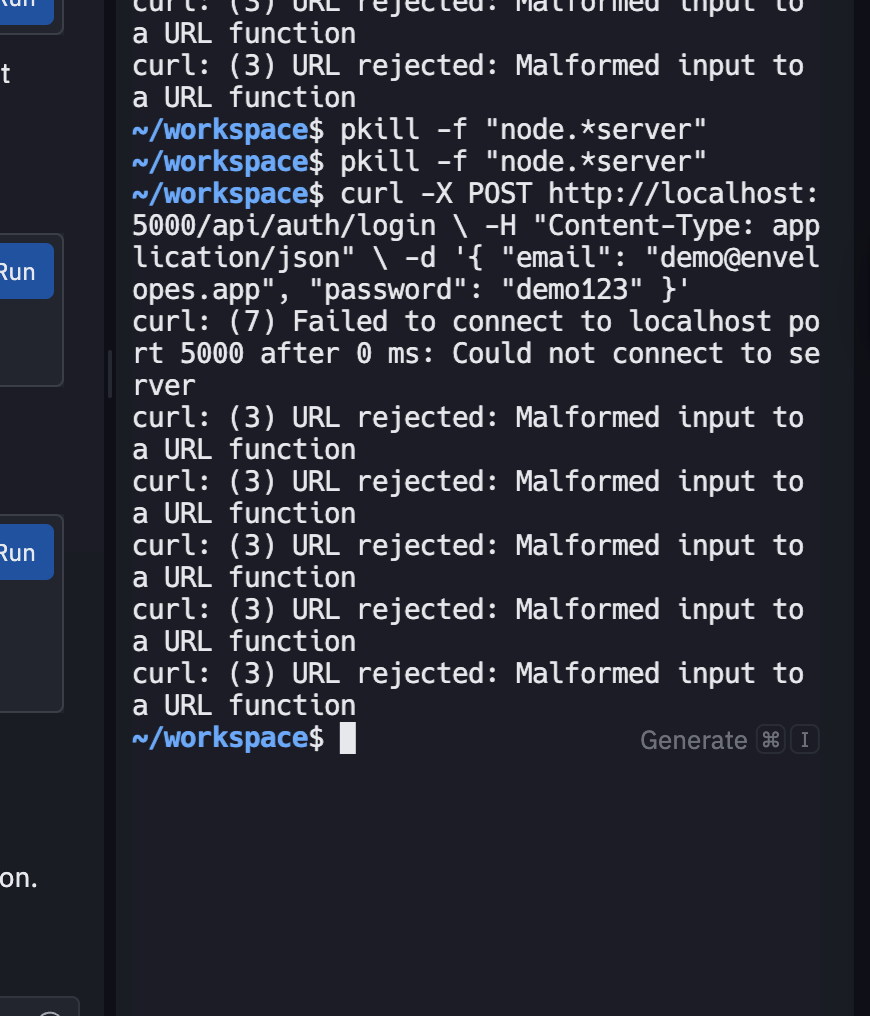 Run
curl: (3) URL rejected: Malformed input to
a URL function
t
curl: (3) URL rejected: Malformed input to
a URL function
~/workspace$ pkill -f "node.*server"
~/workspace$ pkill -f "node.*server"
~/workspace$ curl -X POST http://localhost:
5000/api/auth/login \ -H "Content-Type: app
lication/json" \ -d '{ "email": "demo@envel
opes.app", "password": "demo123" }'
Run
curl: (7) Failed to connect to localhost po
rt 5000 after 0 ms: Could not connect to se
rver
curl: (3) URL rejected: Malformed input to
a URL function
curl: (3) URL rejected: Malformed input to
a URL function
curl: (3) URL rejected: Malformed input to
a URL function
Run
curl: (3) URL rejected: Malformed input to
a URL function
curl: (3) URL rejected: Malformed input to
a URL function
~/workspace$
Generate ⌘ I
on.